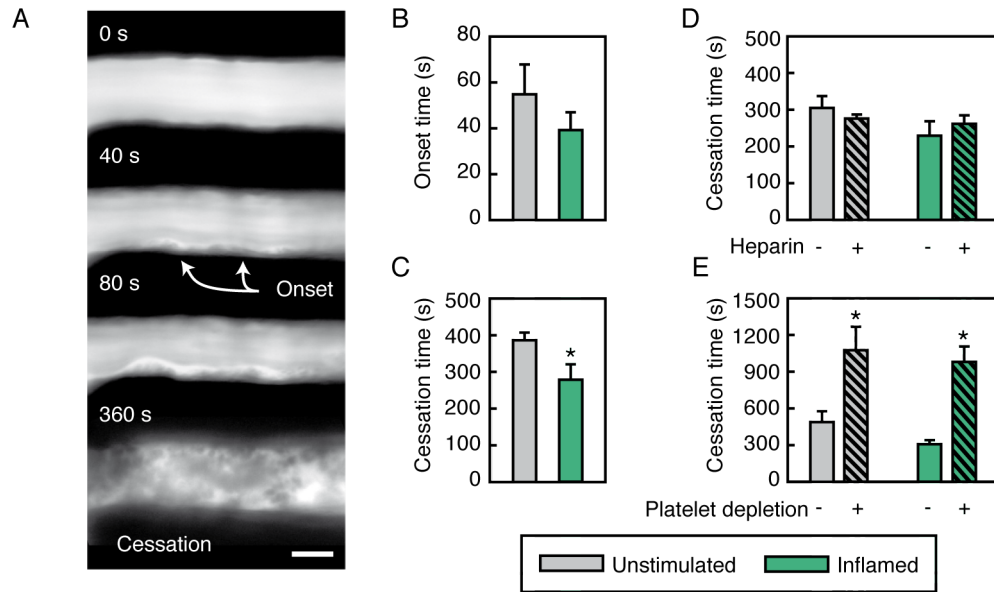 A
0 s
40 s
80 s
Onset
360 s
Cessation
B
Onset time (s)
80
60
40
20
0
C
Cessation time (s)
500
400
300
200
100
0
*
D
Cessation time (s)
500
400
300
200
100
0
Heparin - + - +
E
Cessation time (s)
1500
1200
900
600
300
0
* *
Platelet depletion - + - +
Unstimulated Inflamed